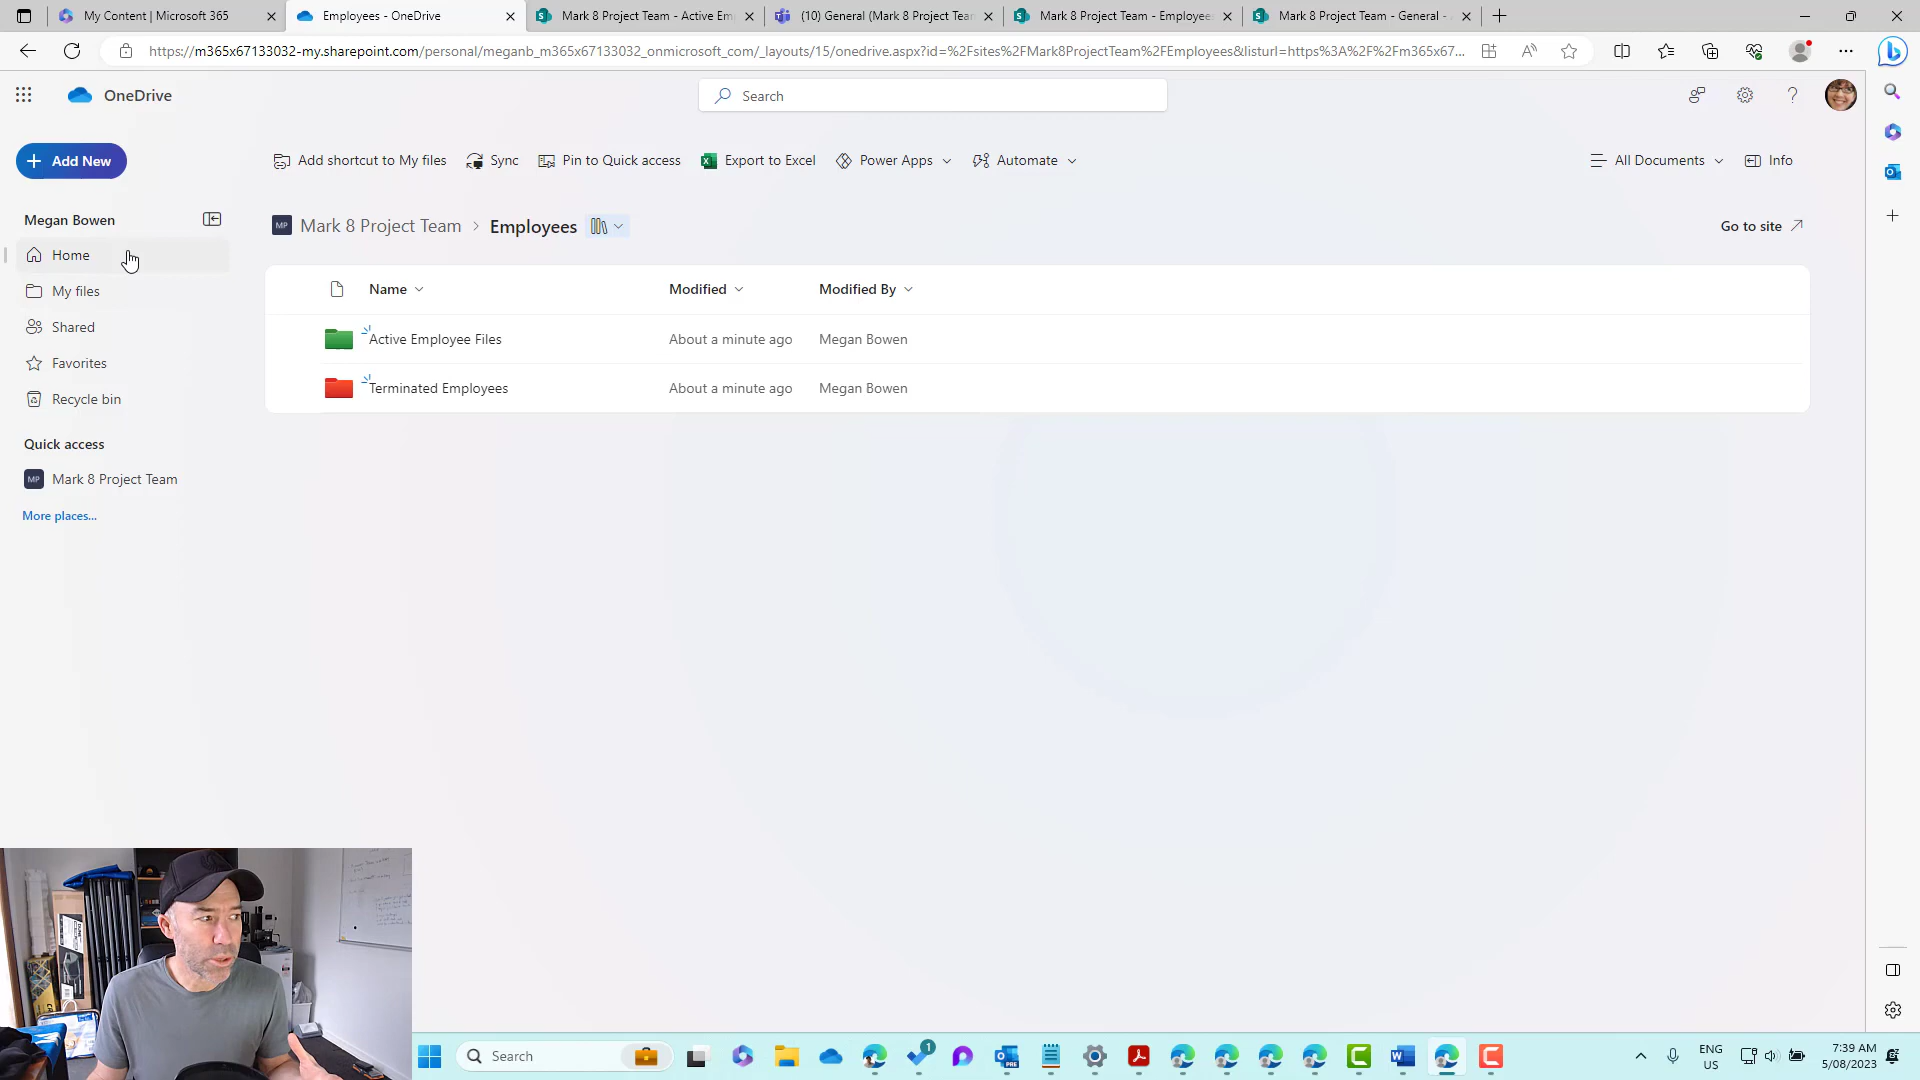 My Content | Microsoft 365
Employees - OneDrive
Mark 8 Project Team - Active Em
(10) General (Mark 8 Project Tear
Mark 8 Project Team - Employee
Mark 8 Project Team - General -
https://m365x67133032-my.sharepoint.com/personal/meganb_m365x67133032_onmicrosoft_com/_layouts/15/onedrive.aspx?id=%2Fsites%2FMark8ProjectTeam%2FEmployees&listurl=https%3A%2F%2Fm365x67...
OneDrive
Search
Add New
Add shortcut to My files
Sync
Pin to Quick access
Export to Excel
Power Apps
Automate
All Documents
Info
Megan Bowen
Home
My files
Shared
Favorites
Recycle bin
Quick access
MP Mark 8 Project Team
More places...
MP Mark 8 Project Team > Employees
Go to site
Name
Modified
Modified By
Active Employee Files
About a minute ago
Megan Bowen
Terminated Employees
About a minute ago
Megan Bowen
Search
1
PRE
ENG
US
7:39 AM
5/08/2023